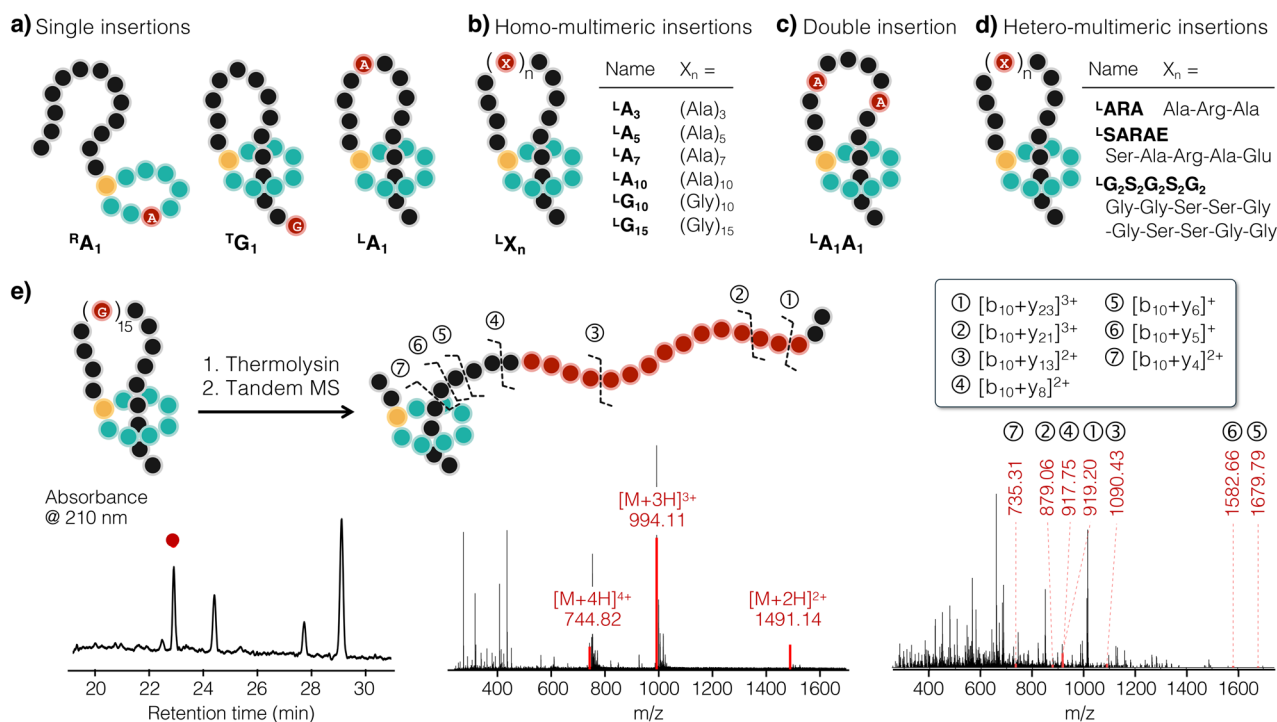 a) Single insertions
A
ᴿA₁
G
ᵀG₁
A
ᴸA₁
b) Homo-multimeric insertions
( X )n
ᴸXₙ
Name Xₙ =
ᴸA₃ (Ala)₃
ᴸA₅ (Ala)₅
ᴸA₇ (Ala)₇
ᴸA₁₀ (Ala)₁₀
ᴸG₁₀ (Gly)₁₀
ᴸG₁₅ (Gly)₁₅
c) Double insertion
A
A
ᴸA₁A₁
d) Hetero-multimeric insertions
( X )n
Name Xₙ =
ᴸARA Ala-Arg-Ala
ᴸSARAE
Ser-Ala-Arg-Ala-Glu
ᴸG₂S₂G₂S₂G₂
Gly-Gly-Ser-Ser-Gly
-Gly-Ser-Ser-Gly-Gly
e)
( G )15
1. Thermolysin
2. Tandem MS
⑦ ⑥ ⑤ ④ ③ ② ①
① [b₁₀+y₂₃]³⁺ ⑤ [b₁₀+y₆]⁺
② [b₁₀+y₂₁]³⁺ ⑥ [b₁₀+y₅]⁺
③ [b₁₀+y₁₃]²⁺ ⑦ [b₁₀+y₄]²⁺
④ [b₁₀+y₈]²⁺
Absorbance
@ 210 nm
20 22 24 26 28 30
Retention time (min)
[M+3H]³⁺
994.11
[M+4H]⁴⁺
744.82
[M+2H]²⁺
1491.14
400 800 1000 1200 1400 1600
m/z
⑦ ② ④ ① ③ ⑥ ⑤
735.31
879.06
917.75
919.20
1090.43
1582.66
1679.79
400 600 800 1000 1200 1400 1600
m/z